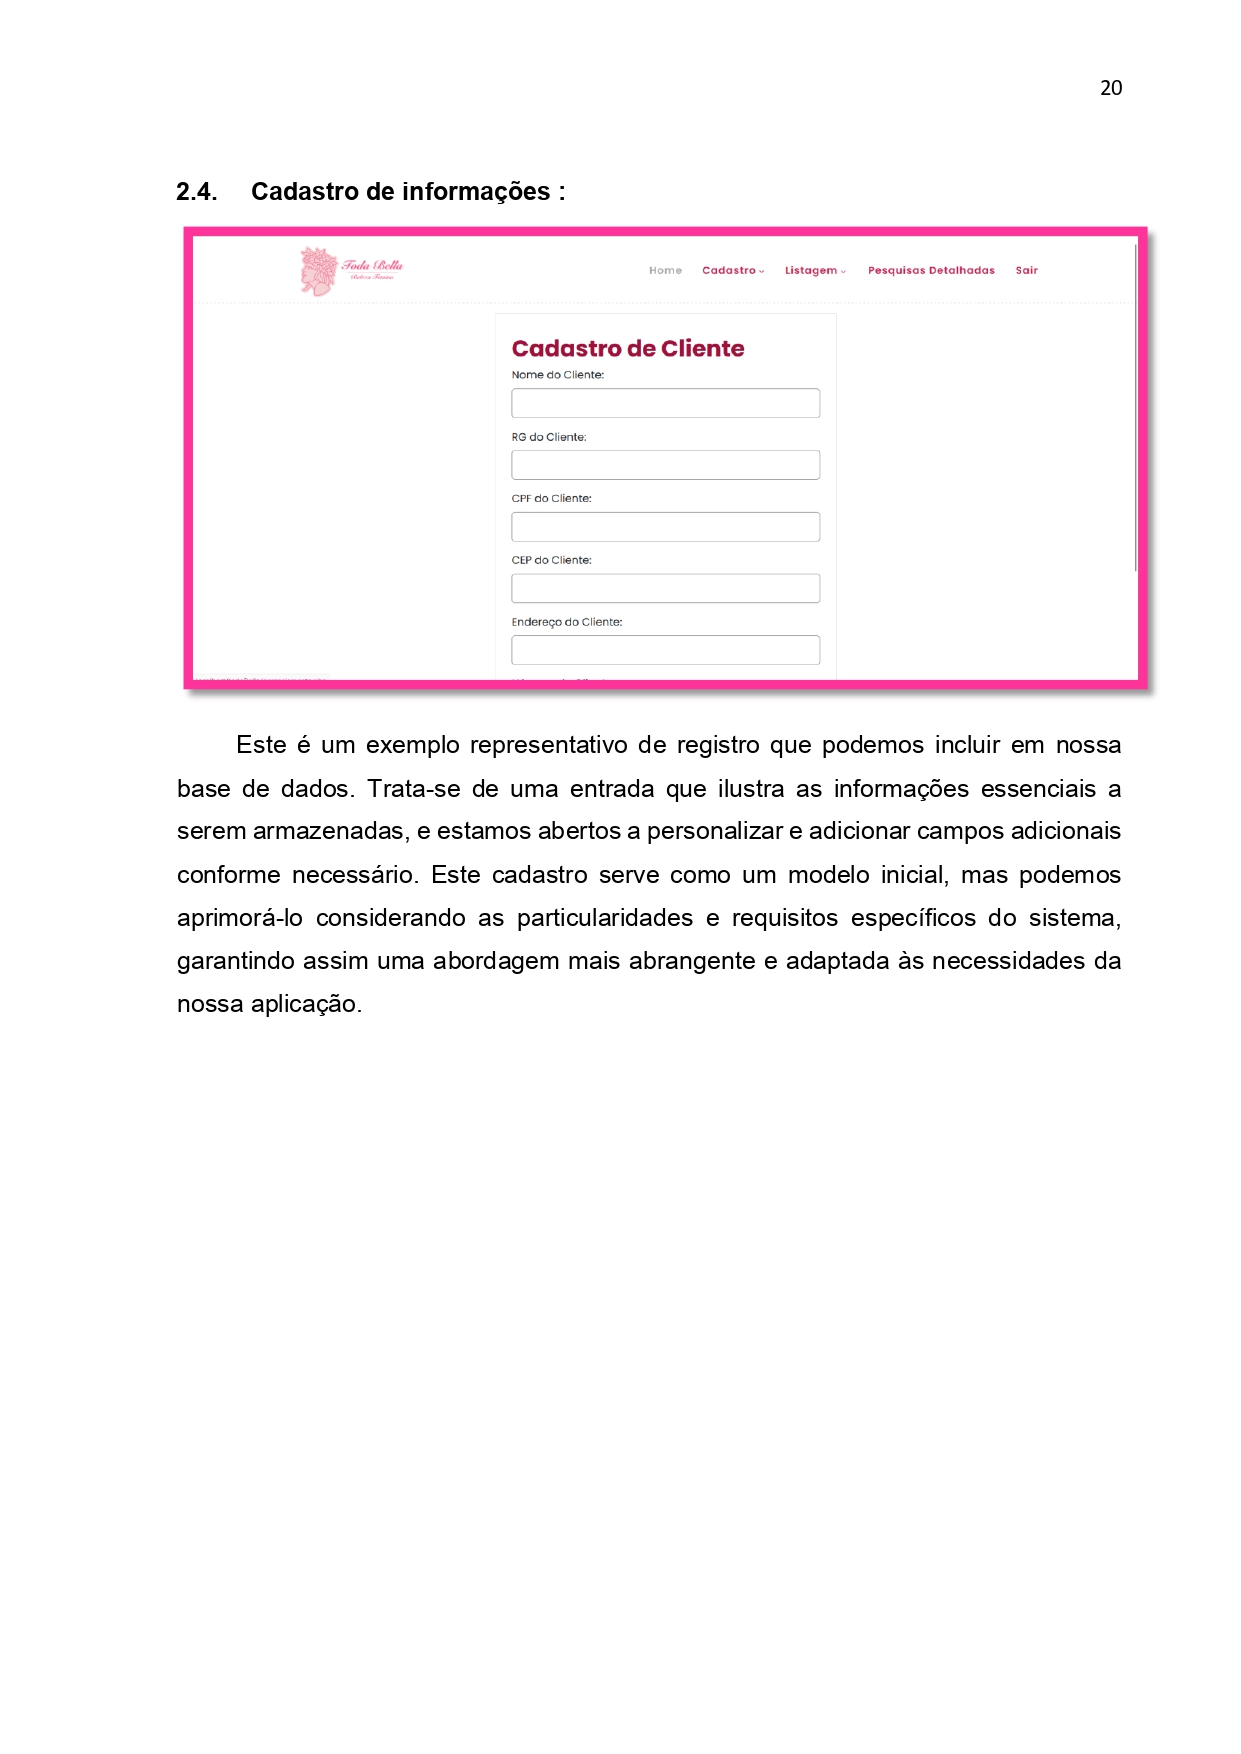 20
2.4. Cadastro de informações :
Toda Bella
Home Cadastro Listagem Pesquisas Detalhadas Sair
Cadastro de Cliente
Nome do Cliente:
RG do Cliente:
CPF do Cliente:
CEP do Cliente:
Endereço do Cliente:
Este é um exemplo representativo de registro que podemos incluir em nossa
base de dados. Trata-se de uma entrada que ilustra as informações essenciais a
serem armazenadas, e estamos abertos a personalizar e adicionar campos adicionais
conforme necessário. Este cadastro serve como um modelo inicial, mas podemos
aprimorá-lo considerando as particularidades e requisitos específicos do sistema,
garantindo assim uma abordagem mais abrangente e adaptada às necessidades da
nossa aplicação.